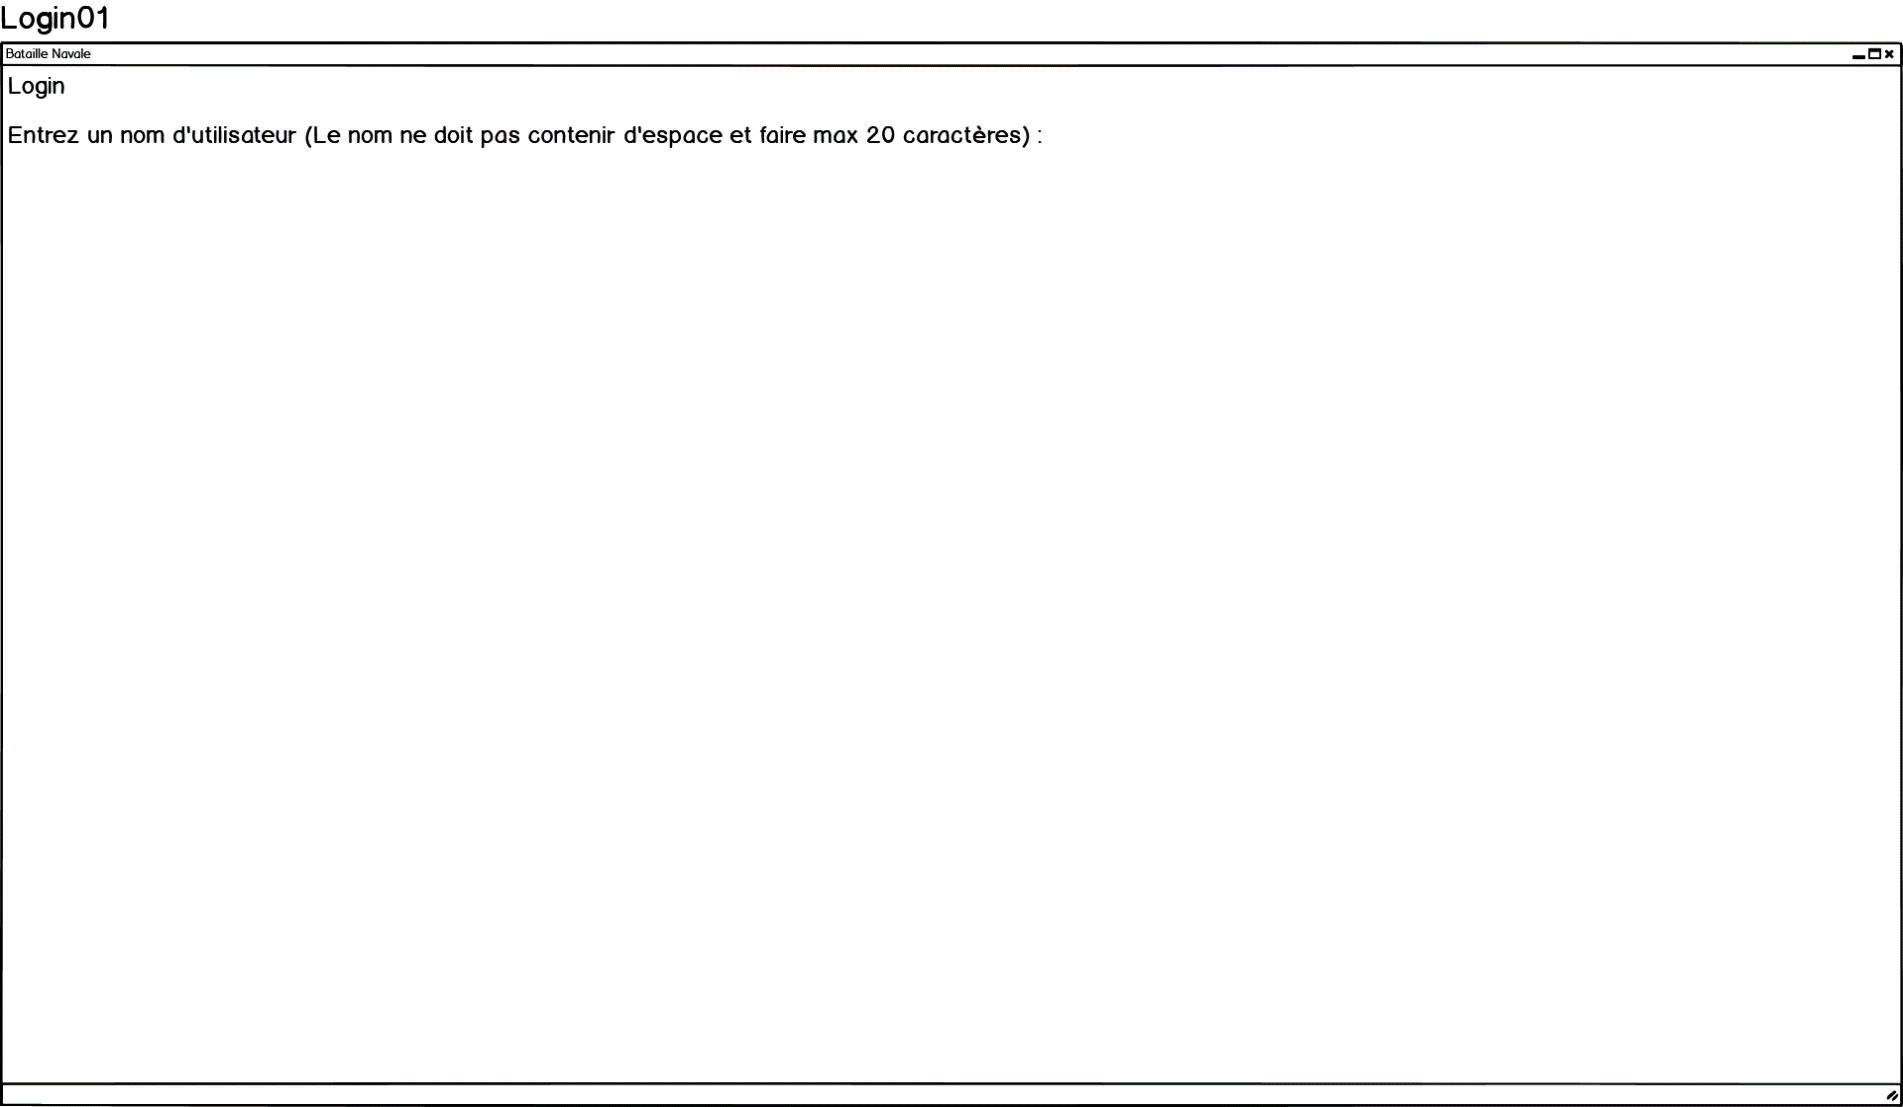 Login01
Bataille Navale
Login
Entrez un nom d'utilisateur (Le nom ne doit pas contenir d'espace et faire max 20 caractères) :